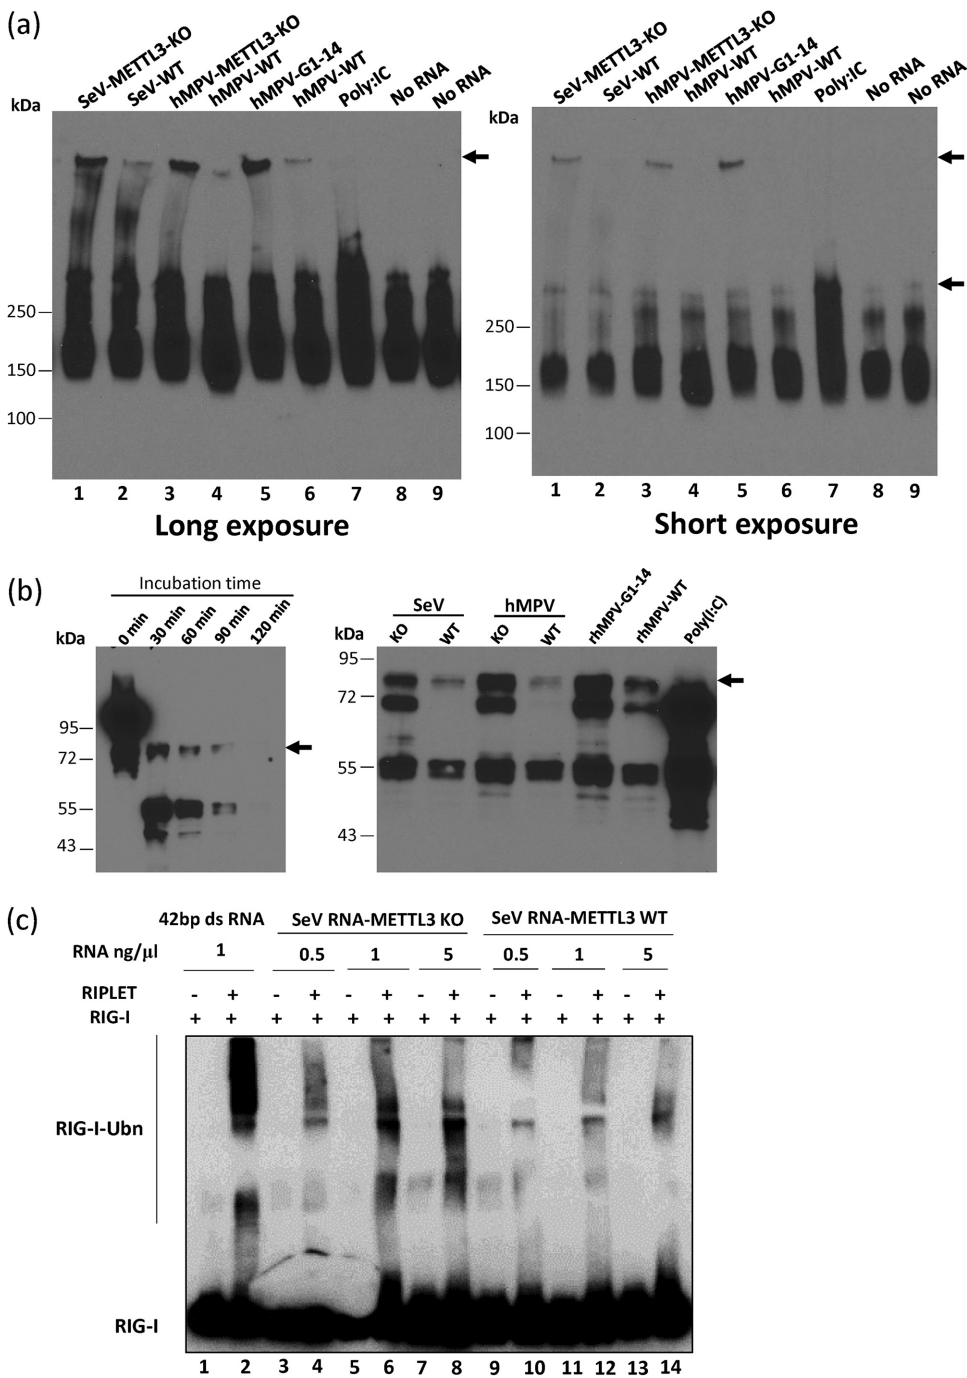 (a)
SeV-METTL3-KO
SeV-WT
hMPV-METTL3-KO
hMPV-WT
hMPV-G1-14
hMPV-WT
Poly:IC
No RNA
No RNA
kDa
250
150
100
1 2 3 4 5 6 7 8 9
Long exposure
SeV-METTL3-KO
SeV-WT
hMPV-METTL3-KO
hMPV-WT
hMPV-G1-14
hMPV-WT
Poly:IC
No RNA
No RNA
kDa
250
150
100
1 2 3 4 5 6 7 8 9
Short exposure
(b)
Incubation time
0 min
30 min
60 min
90 min
120 min
kDa
95
72
55
43
SeV
hMPV
KO
WT
KO
WT
rhMPV-G1-14
rhMPV-WT
Poly(I:C)
kDa
95
72
55
43
(c)
42bp ds RNA SeV RNA-METTL3 KO SeV RNA-METTL3 WT
RNA ng/μl 1 0.5 1 5 0.5 1 5
RIPLET - + - + - + - + - + - + - +
RIG-I + + + + + + + + + + + + + +
RIG-I-Ubn
RIG-I
1 2 3 4 5 6 7 8 9 10 11 12 13 14